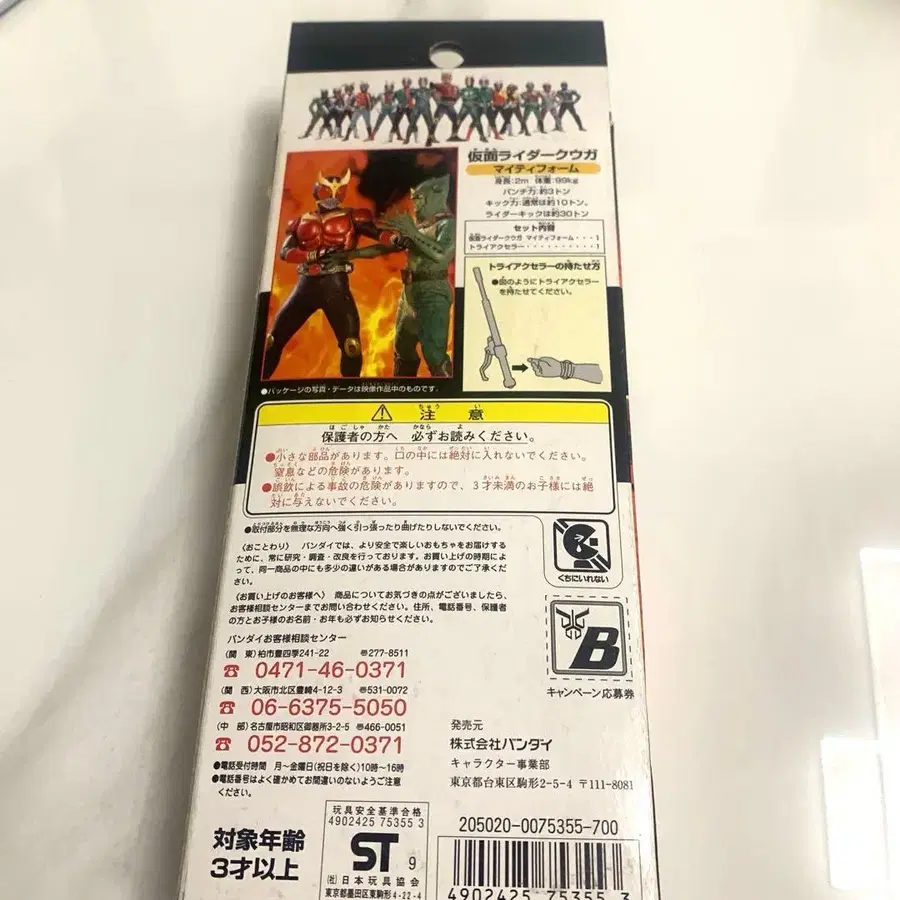 仮面ライダークウガ
マイティフォーム
身長:2m 体重:99kg
パンチ力:約3トン
キック力:通常は約10トン。
ライダーキックは約30トン
セット内容
仮面ライダークウガ マイティフォーム・・・1
トライアクセラー・・・・・・・・・・1
トライアクセラーの持たせ方
●図のようにトライアクセラー
を持たせてください。
●パッケージの写真・データは映像作品中のものです。
注 意
保護者の方へ 必ずお読みください。
●小さな部品があります。口の中には絶対に入れないでください。
窒息などの危険があります。
●誤飲による事故の危険がありますので、3才未満のお子様には絶
対に与えないでください。
●取付部分を無理な方向へ強く引っ張ったり曲げたりしないでください。
〈おことわり〉 バンダイでは、より安全で楽しいおもちゃをお届けする
ために、常に研究・調査・改良を行っております。お買い上げの時期によ
って、同一商品の中にも多少の違いがある場合がありますのでご了承くだ
さい。
〈お買い上げのお客様へ〉 商品についてお気づきの点がございましたら、
お客様相談センターまでお問い合わせください。住所、電話番号、保護者
の方とお子様のお名前・お年も必ずお知らせください。
くちにいれない
B
キャンペーン応募券
バンダイお客様相談センター
(関 東)柏市豊四季241-22 〒277-8511
☎ 0471-46-0371
(関 西)大阪市北区豊崎4-12-3 〒531-0072
☎ 06-6375-5050
(中 部)名古屋市昭和区御器所3-2-5 〒466-0051
☎ 052-872-0371
●電話受付時間 月〜金曜日(祝日を除く)10時〜16時
●電話番号はよく確かめてお間違いのないようご注意
ください。
発売元
株式会社バンダイ
キャラクター事業部
東京都台東区駒形2-5-4 〒111-8081
対象年齢
3才以上
玩具安全基準合格
4902425 75355 3
ST 9
(社)日本玩具協会
東京都墨田区東駒形4-22-4
205020-0075355-700
4902425 75355 3